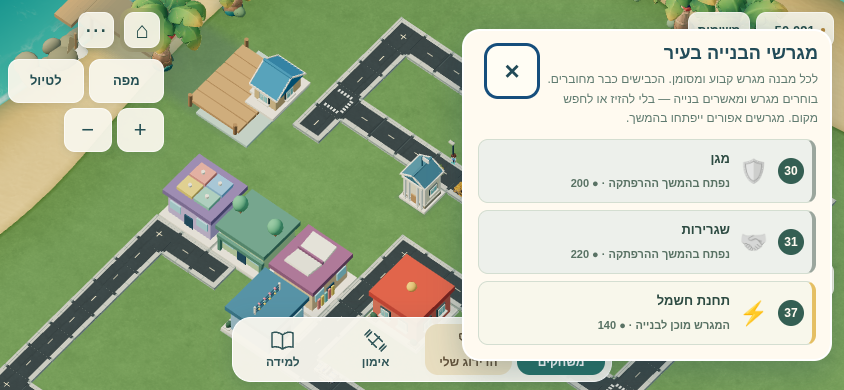 מגרשי הבנייה בעיר
×
לכל מבנה מגרש קבוע ומסומן. הכבישים כבר מחוברים.
בוחרים מגרש ומאשרים בנייה — בלי להזיז או לחפש
מקום. מגרשים אפורים ייפתחו בהמשך.
30
מגן
נפתח בהמשך ההרפתקה · ● 200
31
שגרירות
נפתח בהמשך ההרפתקה · ● 220
37
תחנת חשמל
המגרש מוכן לבנייה · ● 140
⌂
⋯
מפה
לטיול
+
−
משחקים
אימון
למידה